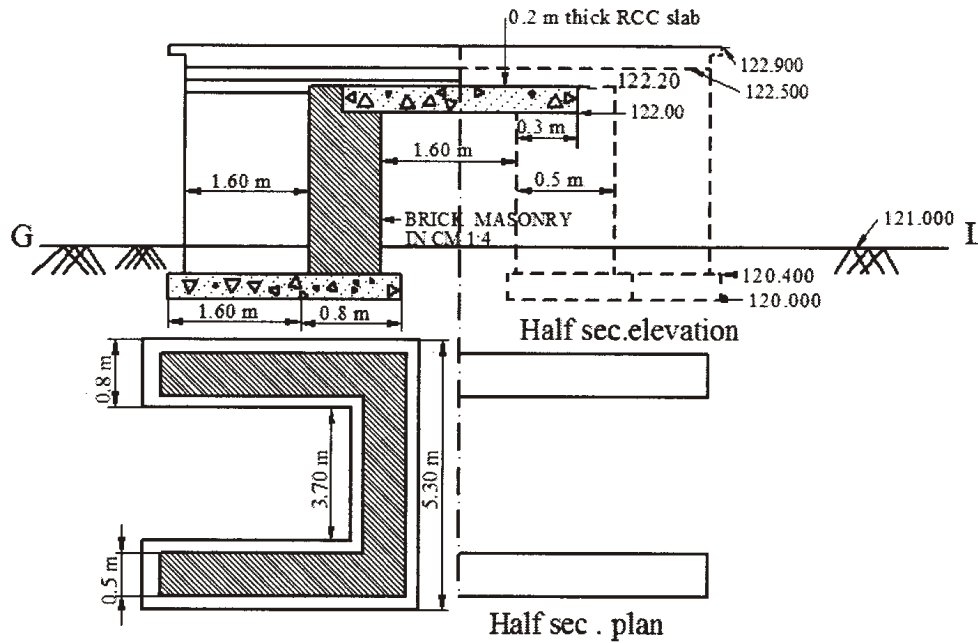 0.2 m thick RCC slab
122.900
122.20
122.500
122.00
0.3 m
1.60 m
1.60 m
0.5 m
BRICK MASONRY
IN CM 1:4
121.000
G
L
120.400
120.000
1.60 m
0.8 m
Half sec.elevation
0.8 m
3.70 m
5.30 m
0.5 m
Half sec . plan